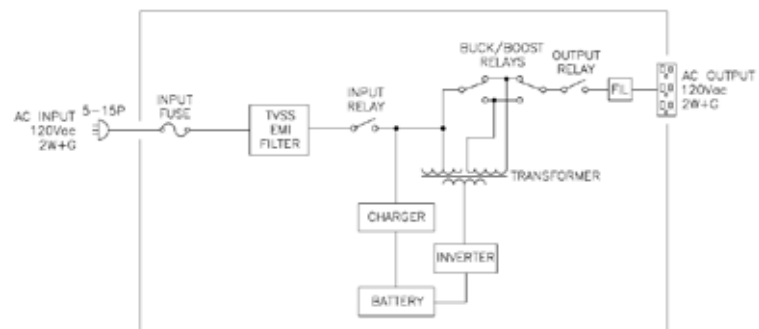 AC INPUT
120Vac
2W+G
5-15P
INPUT
FUSE
TVSS
EMI
FILTER
INPUT
RELAY
BUCK/BOOST
RELAYS
OUTPUT
RELAY
FIL
AC OUTPUT
120Vac
2W+G
TRANSFORMER
CHARGER
INVERTER
BATTERY